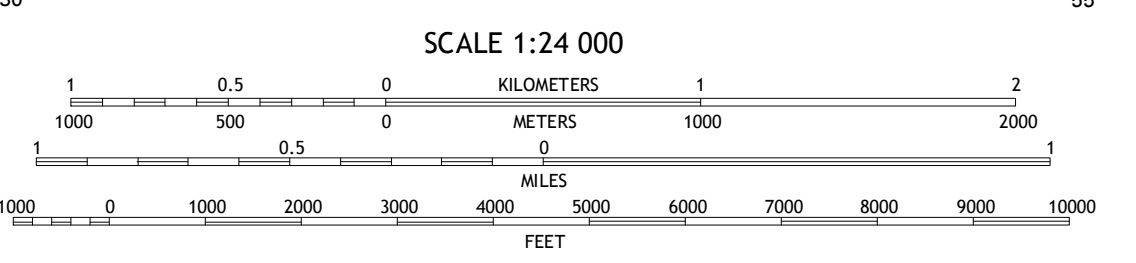 SCALE 1:24 000
1 0.5 0 KILOMETERS 1 2
1000 500 0 METERS 1000 2000
1 0.5 0 1
MILES
1000 0 1000 2000 3000 4000 5000 6000 7000 8000 9000 10000
FEET